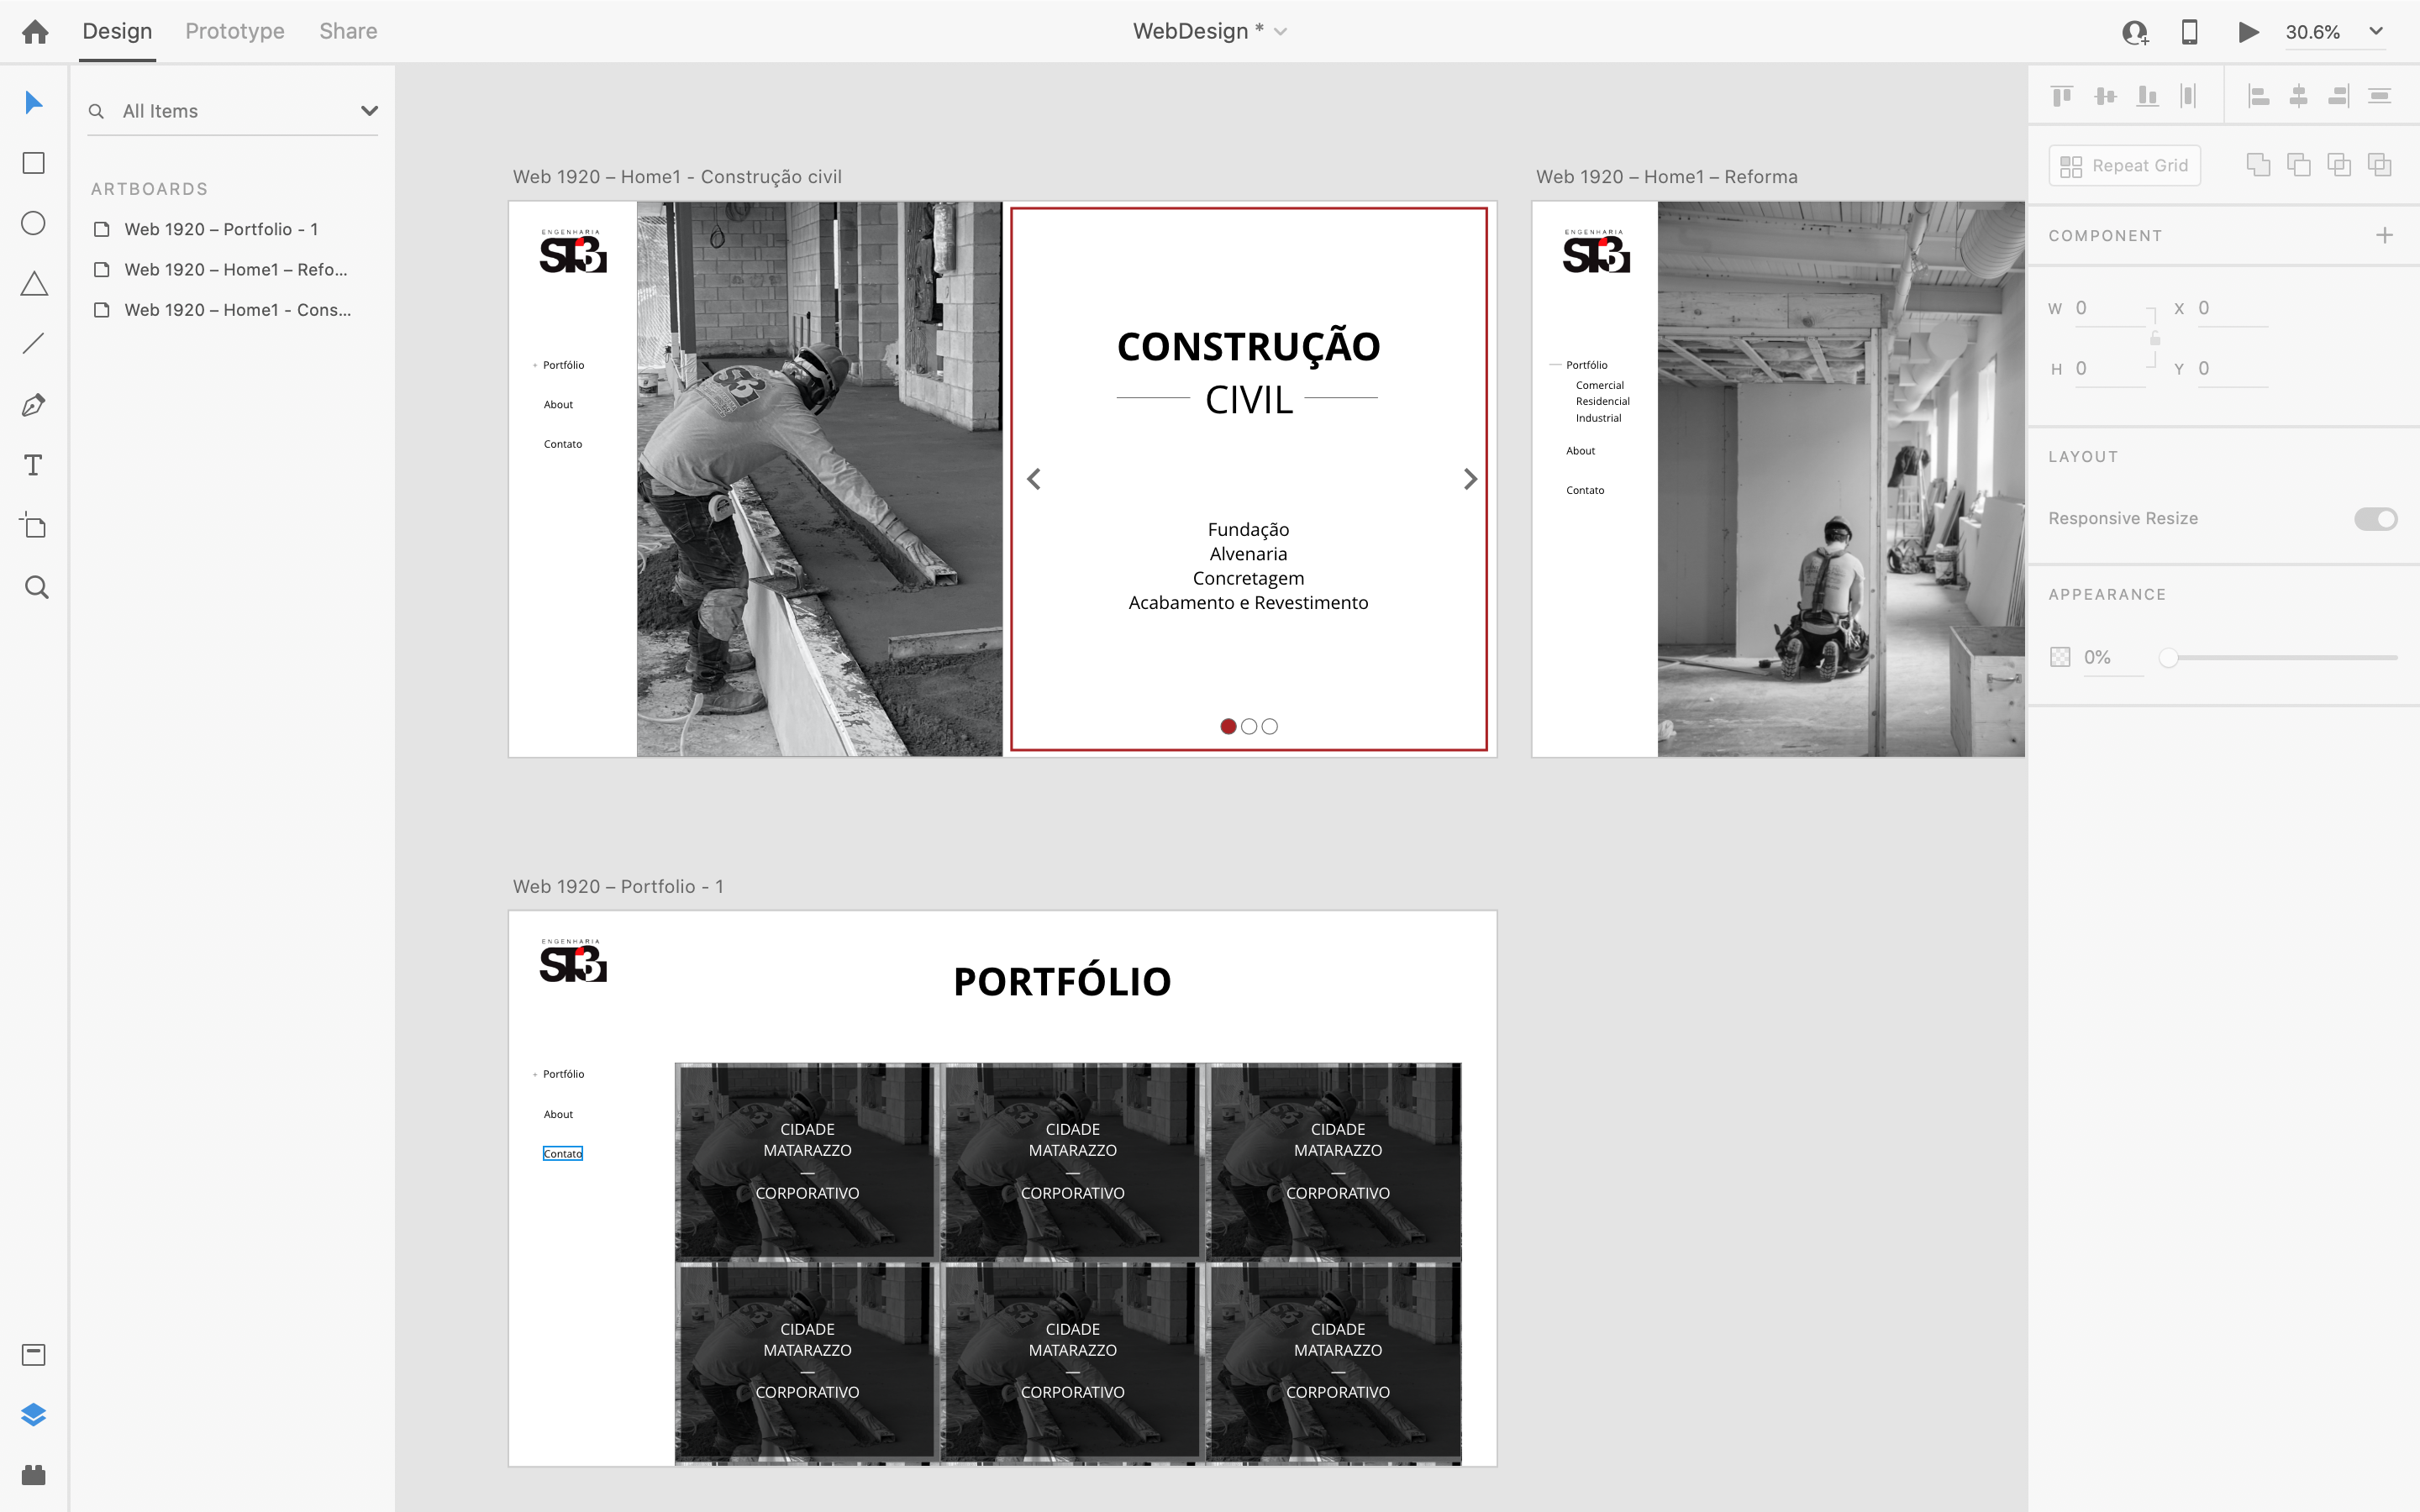 Design Prototype Share
WebDesign *
30.6%
All Items
ARTBOARDS
Web 1920 – Portfolio - 1
Web 1920 – Home1 – Refo...
Web 1920 – Home1 - Cons...
Web 1920 – Home1 - Construção civil
ENGENHARIA
ST3
Portfólio
About
Contato
CONSTRUÇÃO
CIVIL
Fundação
Alvenaria
Concretagem
Acabamento e Revestimento
Web 1920 – Home1 – Reforma
ENGENHARIA
ST3
Portfólio
Comercial
Residencial
Industrial
About
Contato
Web 1920 – Portfolio - 1
ENGENHARIA
ST3
PORTFÓLIO
Portfólio
About
Contato
CIDADE
MATARAZZO
—
CORPORATIVO
CIDADE
MATARAZZO
—
CORPORATIVO
CIDADE
MATARAZZO
—
CORPORATIVO
CIDADE
MATARAZZO
—
CORPORATIVO
CIDADE
MATARAZZO
—
CORPORATIVO
CIDADE
MATARAZZO
—
CORPORATIVO
Repeat Grid
COMPONENT
W 0 X 0
H 0 Y 0
LAYOUT
Responsive Resize
APPEARANCE
0%